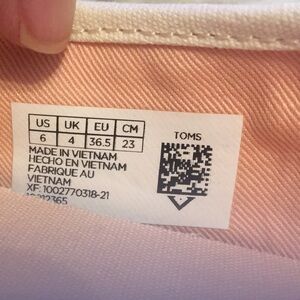 US UK EU CM
6 4 36.5 23
TOMS
MADE IN VIETNAM
HECHO EN VIETNAM
FABRIQUE AU
VIETNAM
XF: 1002770318-21